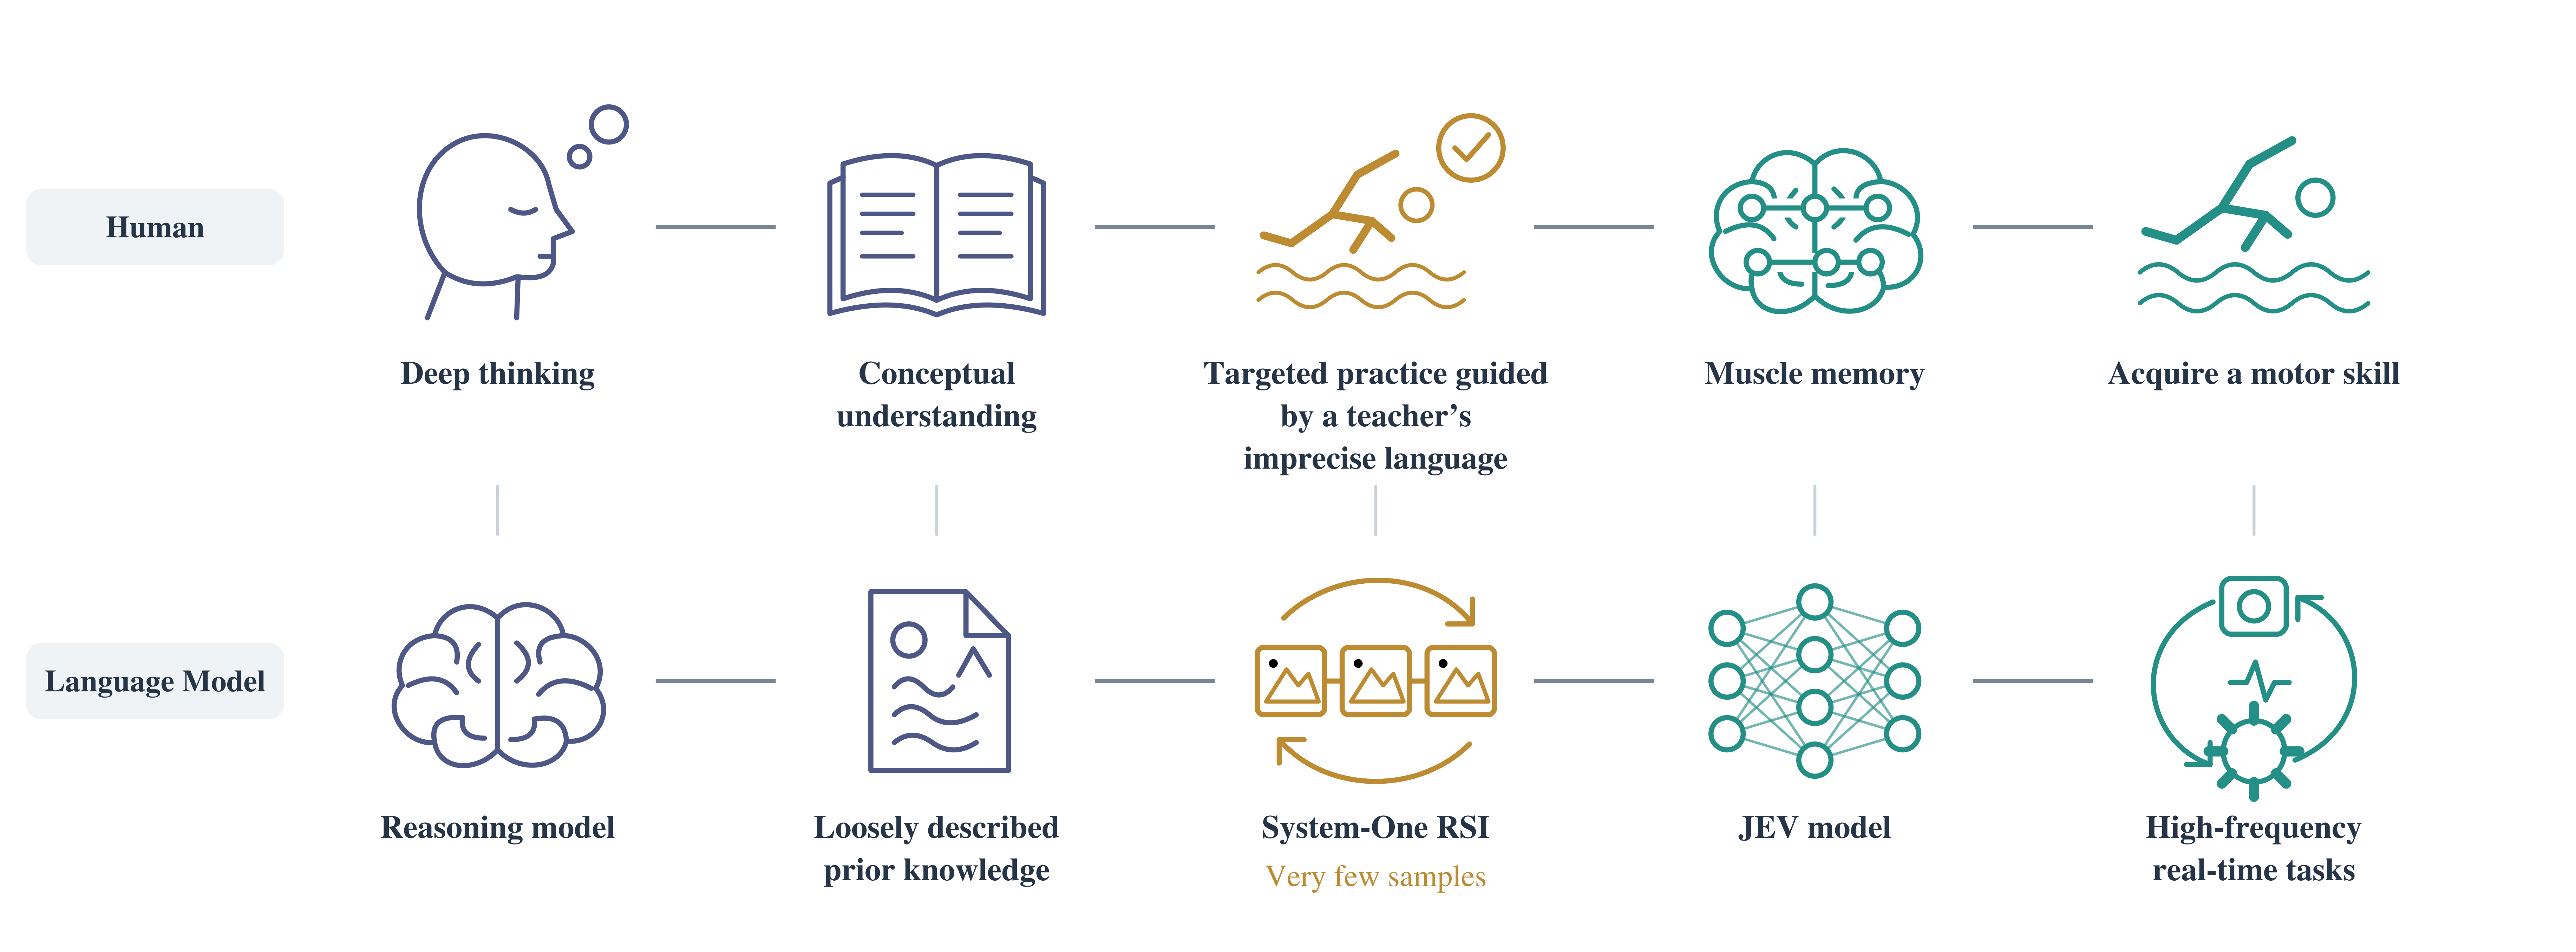 Human
Deep thinking
Conceptual
understanding
Targeted practice guided
by a teacher’s
imprecise language
Muscle memory
Acquire a motor skill
Language Model
Reasoning model
Loosely described
prior knowledge
System-One RSI
Very few samples
JEV model
High-frequency
real-time tasks